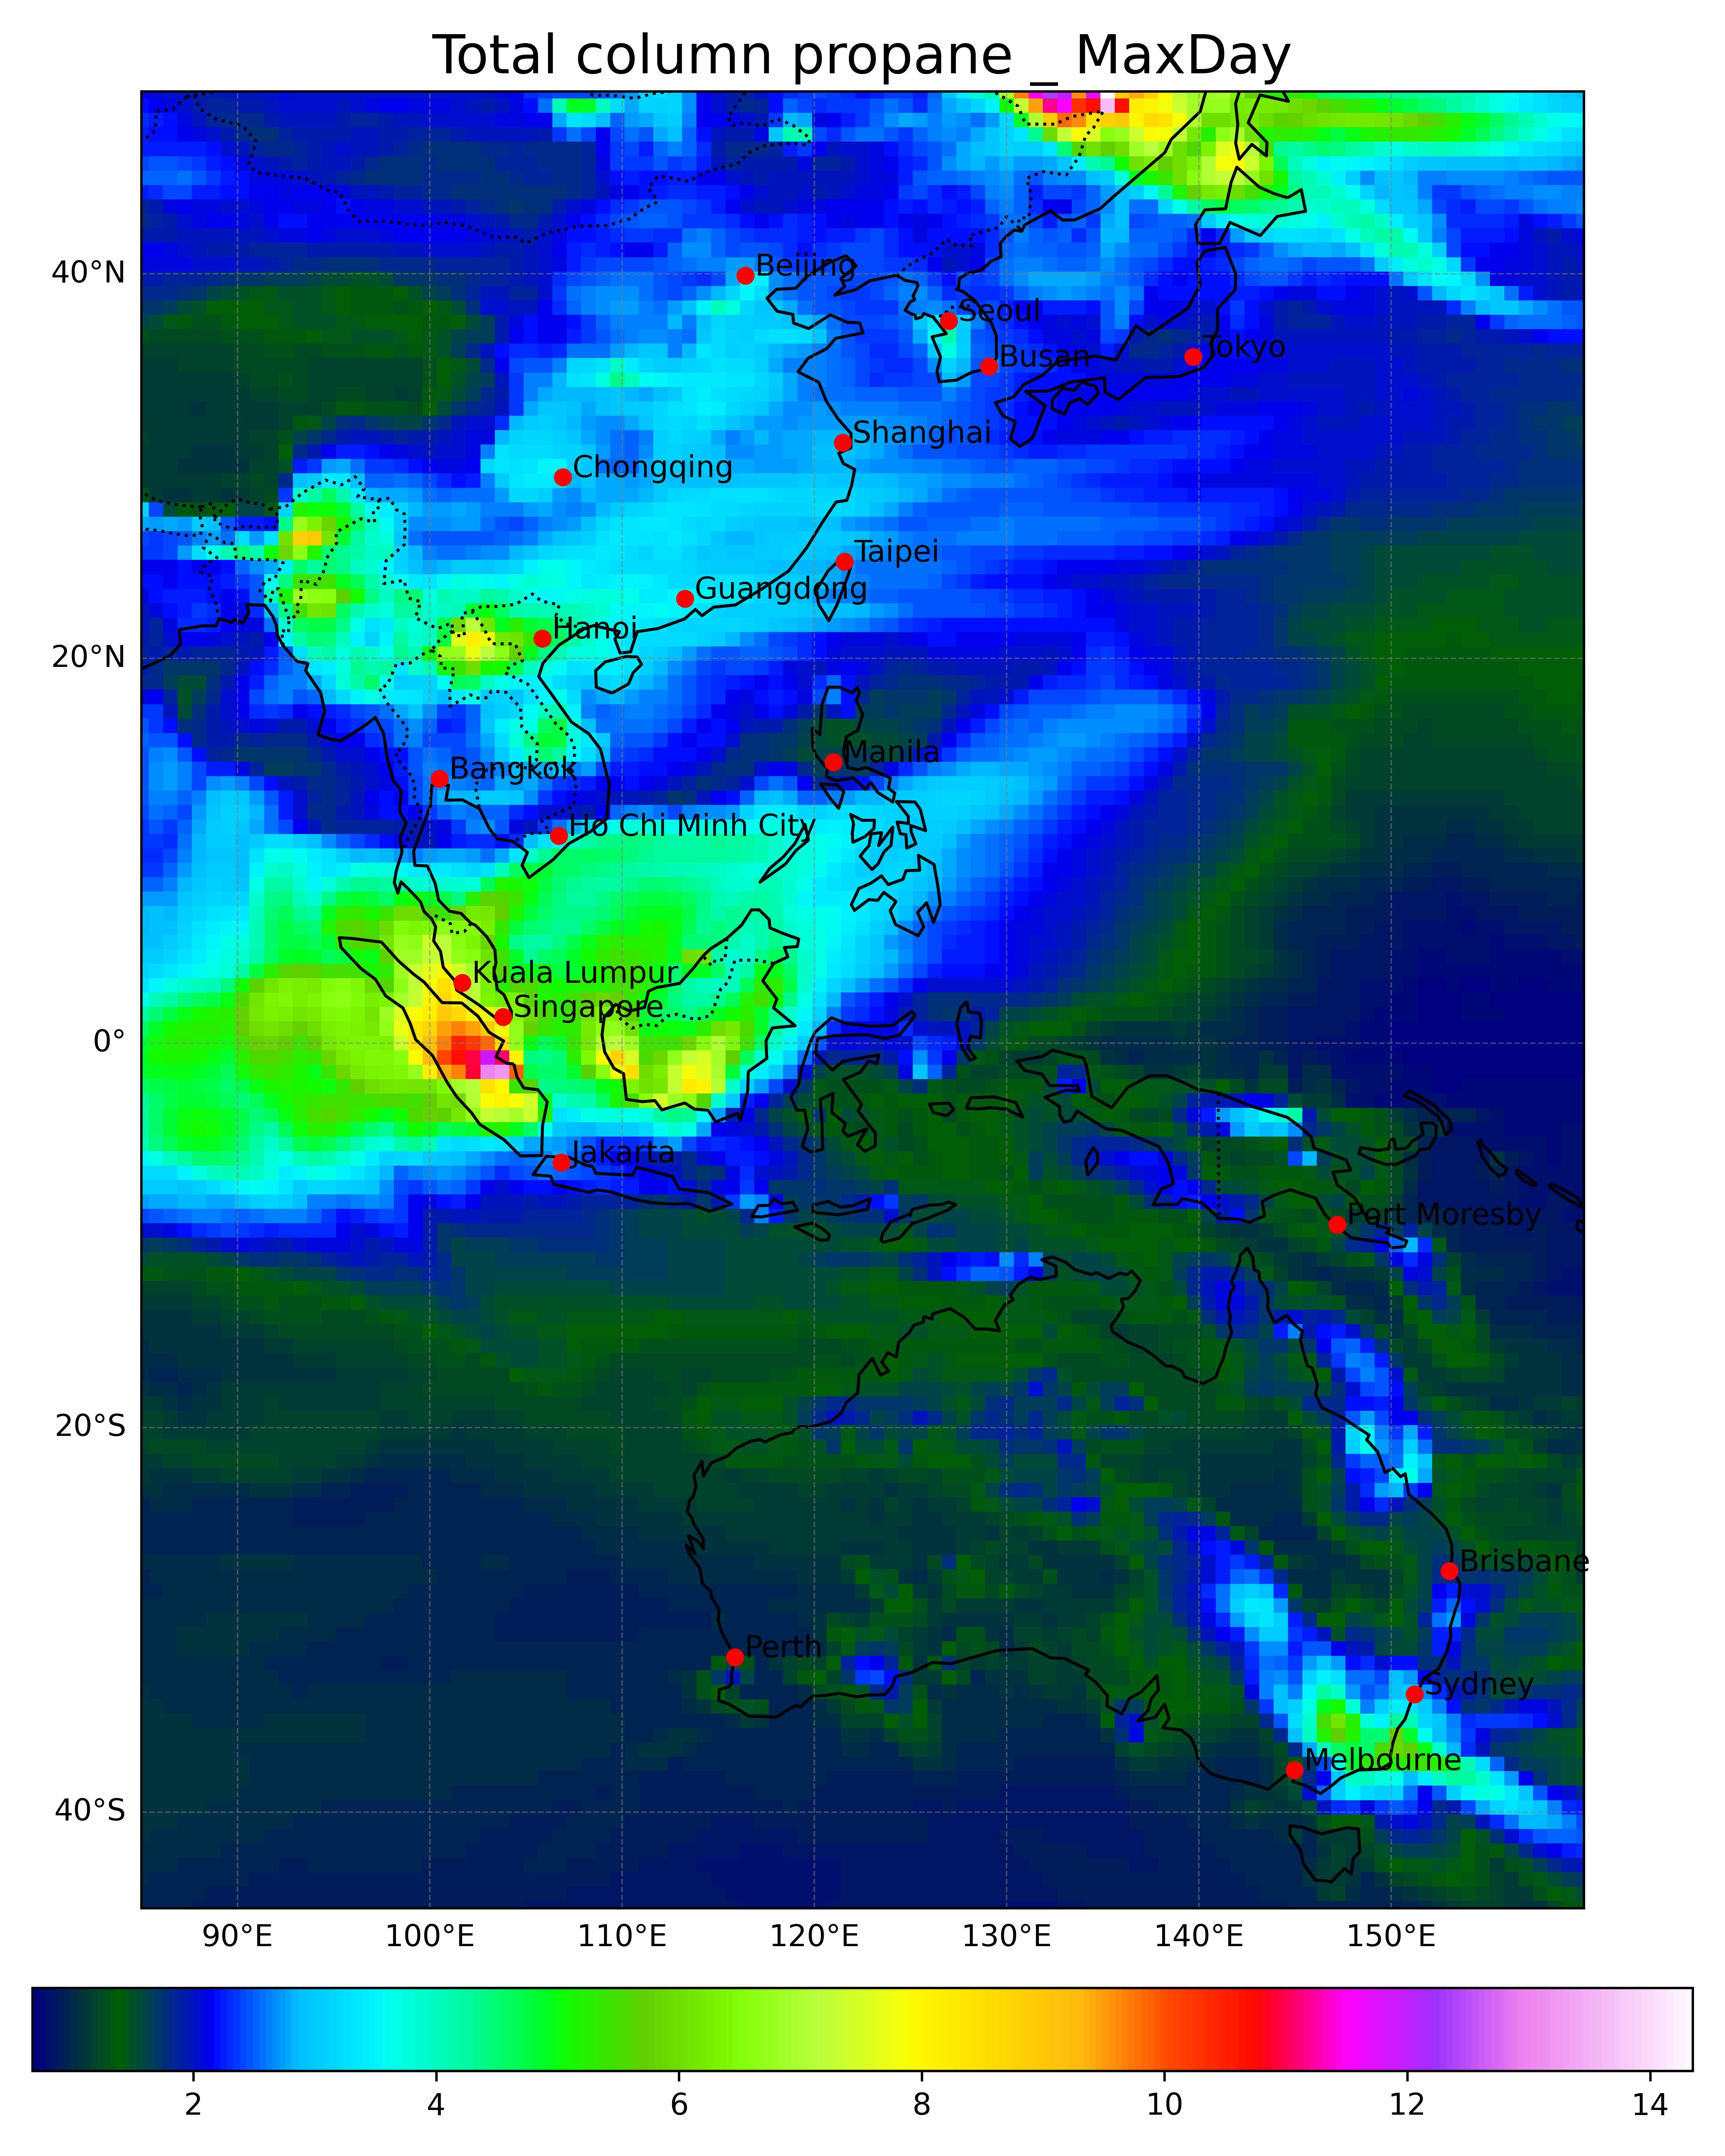 Total column propane _ MaxDay
40°N
20°N
0°
20°S
40°S
Beijing
Seoul
Busan
Tokyo
Shanghai
Chongqing
Taipei
Guangdong
Hanoi
Manila
Bangkok
Ho Chi Minh City
Kuala Lumpur
Singapore
Jakarta
Port Moresby
Brisbane
Perth
Sydney
Melbourne
90°E 100°E 110°E 120°E 130°E 140°E 150°E
2 4 6 8 10 12 14